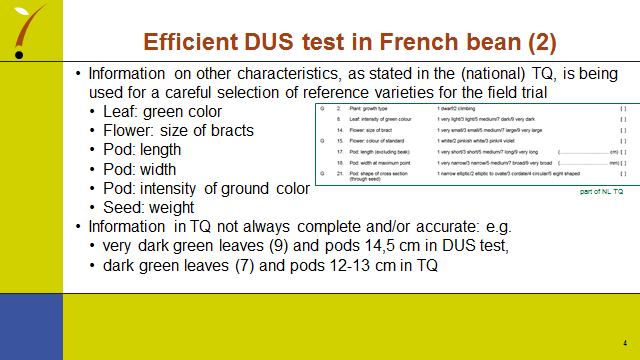 Efficient DUS test in French bean (2)
• Information on other characteristics, as stated in the (national) TQ, is being
used for a careful selection of reference varieties for the field trial
• Leaf: green color
• Flower: size of bracts
• Pod: length
• Pod: width
• Pod: intensity of ground color
• Seed: weight
G 2. Plant: growth type 1 dwarf/2 climbing [ ]
8. Leaf: intensity of green colour 1 very light/3 light/5 medium/7 dark/9 very dark [ ]
14. Flower: size of bract 1 very small/3 small/5 medium/7 large/9 very large [ ]
G 15. Flower: colour of standard 1 white/2 pinkish white/3 pink/4 violet [ ]
17. Pod: length (excluding beak) 1 very short/3 short/5 medium/7 long/9 very long (............ cm) [ ]
19. Pod: width at maximum point 1 very narrow/3 narrow/5 medium/7 broad/9 very broad (............ mm) [ ]
G 21. Pod: shape of cross section 1 narrow elliptic/2 elliptic to ovate/3 cordate/4 circular/5 eight shaped [ ]
(through seed)
part of NL TQ
• Information in TQ not always complete and/or accurate: e.g.
• very dark green leaves (9) and pods 14,5 cm in DUS test,
• dark green leaves (7) and pods 12-13 cm in TQ
4